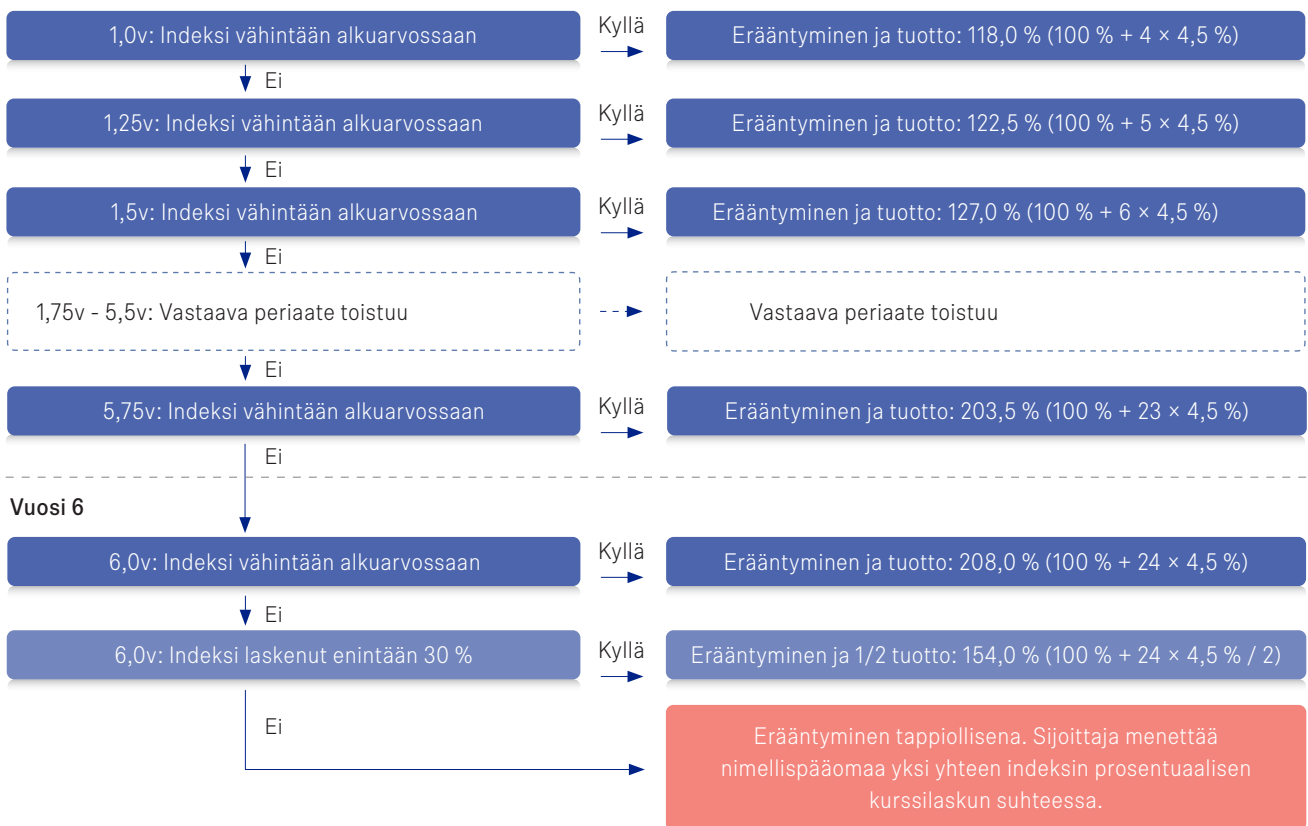 1,0v: Indeksi vähintään alkuarvossaan
Kyllä
Erääntyminen ja tuotto: 118,0 % (100 % + 4 × 4,5 %)
Ei
1,25v: Indeksi vähintään alkuarvossaan
Kyllä
Erääntyminen ja tuotto: 122,5 % (100 % + 5 × 4,5 %)
Ei
1,5v: Indeksi vähintään alkuarvossaan
Kyllä
Erääntyminen ja tuotto: 127,0 % (100 % + 6 × 4,5 %)
Ei
1,75v - 5,5v: Vastaava periaate toistuu
Vastaava periaate toistuu
Ei
5,75v: Indeksi vähintään alkuarvossaan
Kyllä
Erääntyminen ja tuotto: 203,5 % (100 % + 23 × 4,5 %)
Ei
Vuosi 6
6,0v: Indeksi vähintään alkuarvossaan
Kyllä
Erääntyminen ja tuotto: 208,0 % (100 % + 24 × 4,5 %)
Ei
6,0v: Indeksi laskenut enintään 30 %
Kyllä
Erääntyminen ja 1/2 tuotto: 154,0 % (100 % + 24 × 4,5 % / 2)
Ei
Erääntyminen tappiollisena. Sijoittaja menettää
nimellispääomaa yksi yhteen indeksin prosentuaalisen
kurssilaskun suhteessa.